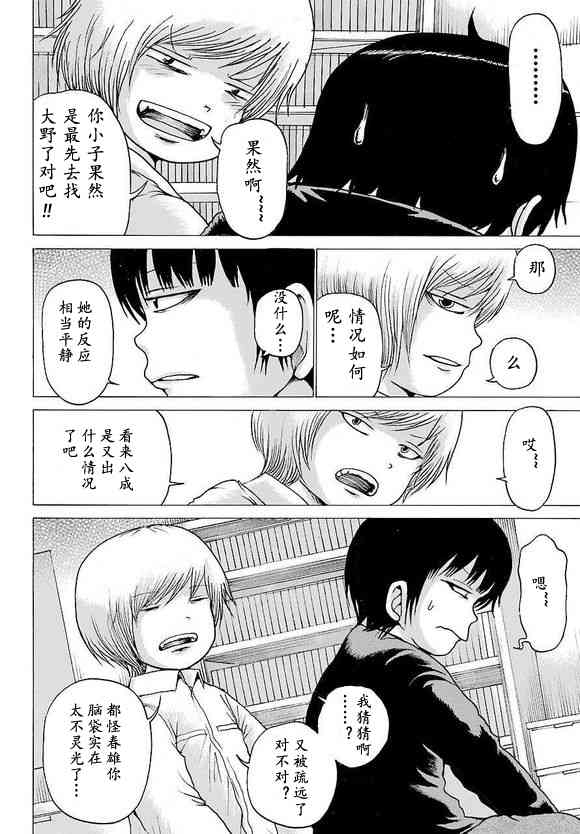 …………
果然啊~~
你小子果然
是最先去找
大野了对
吧!!
那
么
情况如何
呢…
没什么…
她的反应
相当平静
哎~
看来八成
是又出
什么情况
了吧
嗯~
我猜猜啊
……？
又被疏远了
对不对？
都怪春雄你
脑袋实在
太不灵光了…